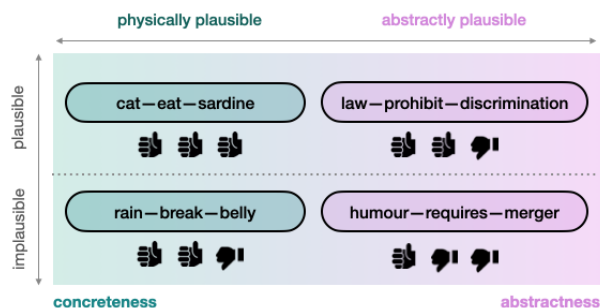 physically plausible
abstractly plausible
plausible
cat—eat—sardine
law—prohibit—discrimination
implausible
rain—break—belly
humour—requires—merger
concreteness
abstractness